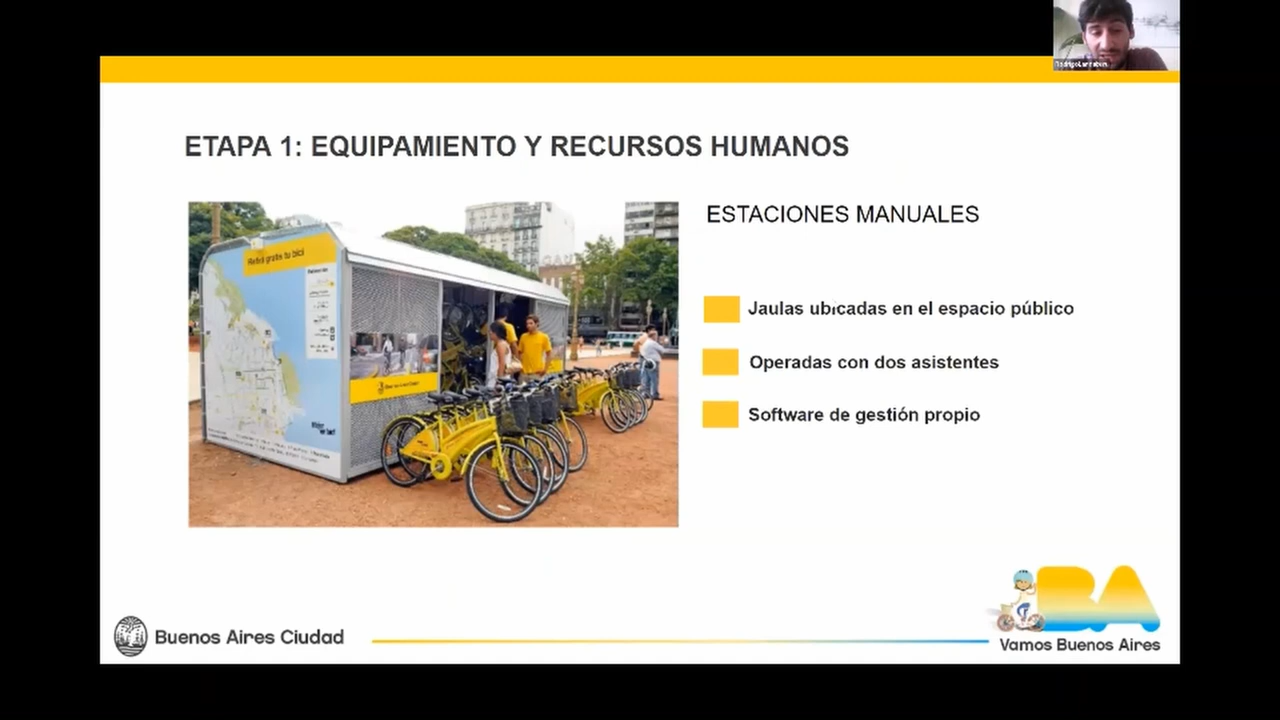 ETAPA 1: EQUIPAMIENTO Y RECURSOS HUMANOS
ESTACIONES MANUALES
Retirá gratis tu bici
Jaulas ubicadas en el espacio público
Operadas con dos asistentes
Software de gestión propio
Buenos Aires Ciudad
BA
Vamos Buenos Aires